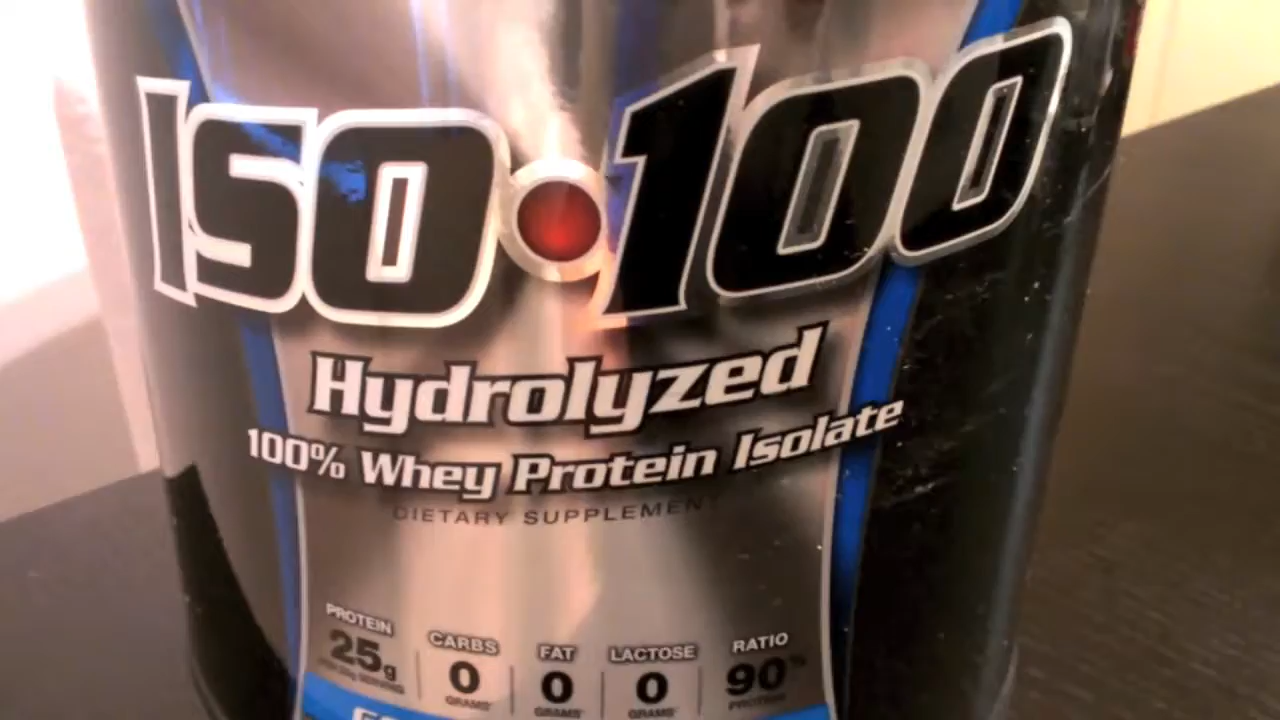 ISO•100
Hydrolyzed
100% Whey Protein Isolate
DIETARY SUPPLEMENT
PROTEIN CARBS FAT LACTOSE RATIO
25g 0 0 0 90%
GRAMS GRAMS GRAMS PROTEIN